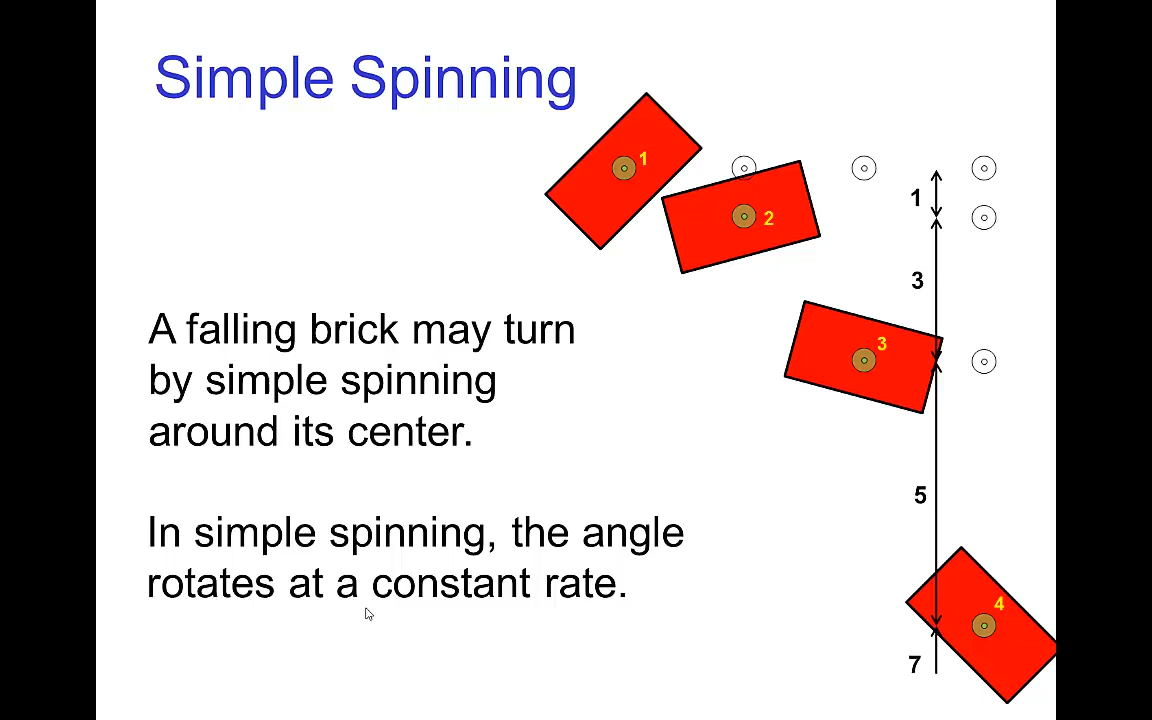 Simple Spinning
1
2
1
3
3
A falling brick may turn
by simple spinning
around its center.
5
In simple spinning, the angle
rotates at a constant rate.
4
7